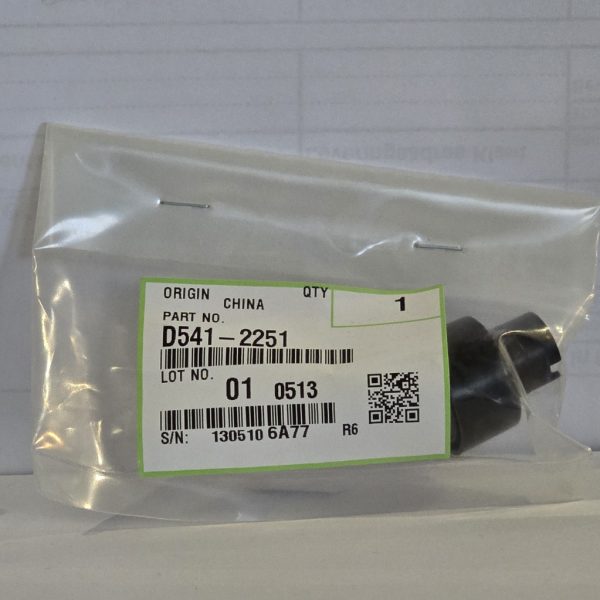 ORIGIN CHINA QTY 1
PART NO.
D541-2251
LOT NO.
01 0513
S/N: 130510 6A77 R6